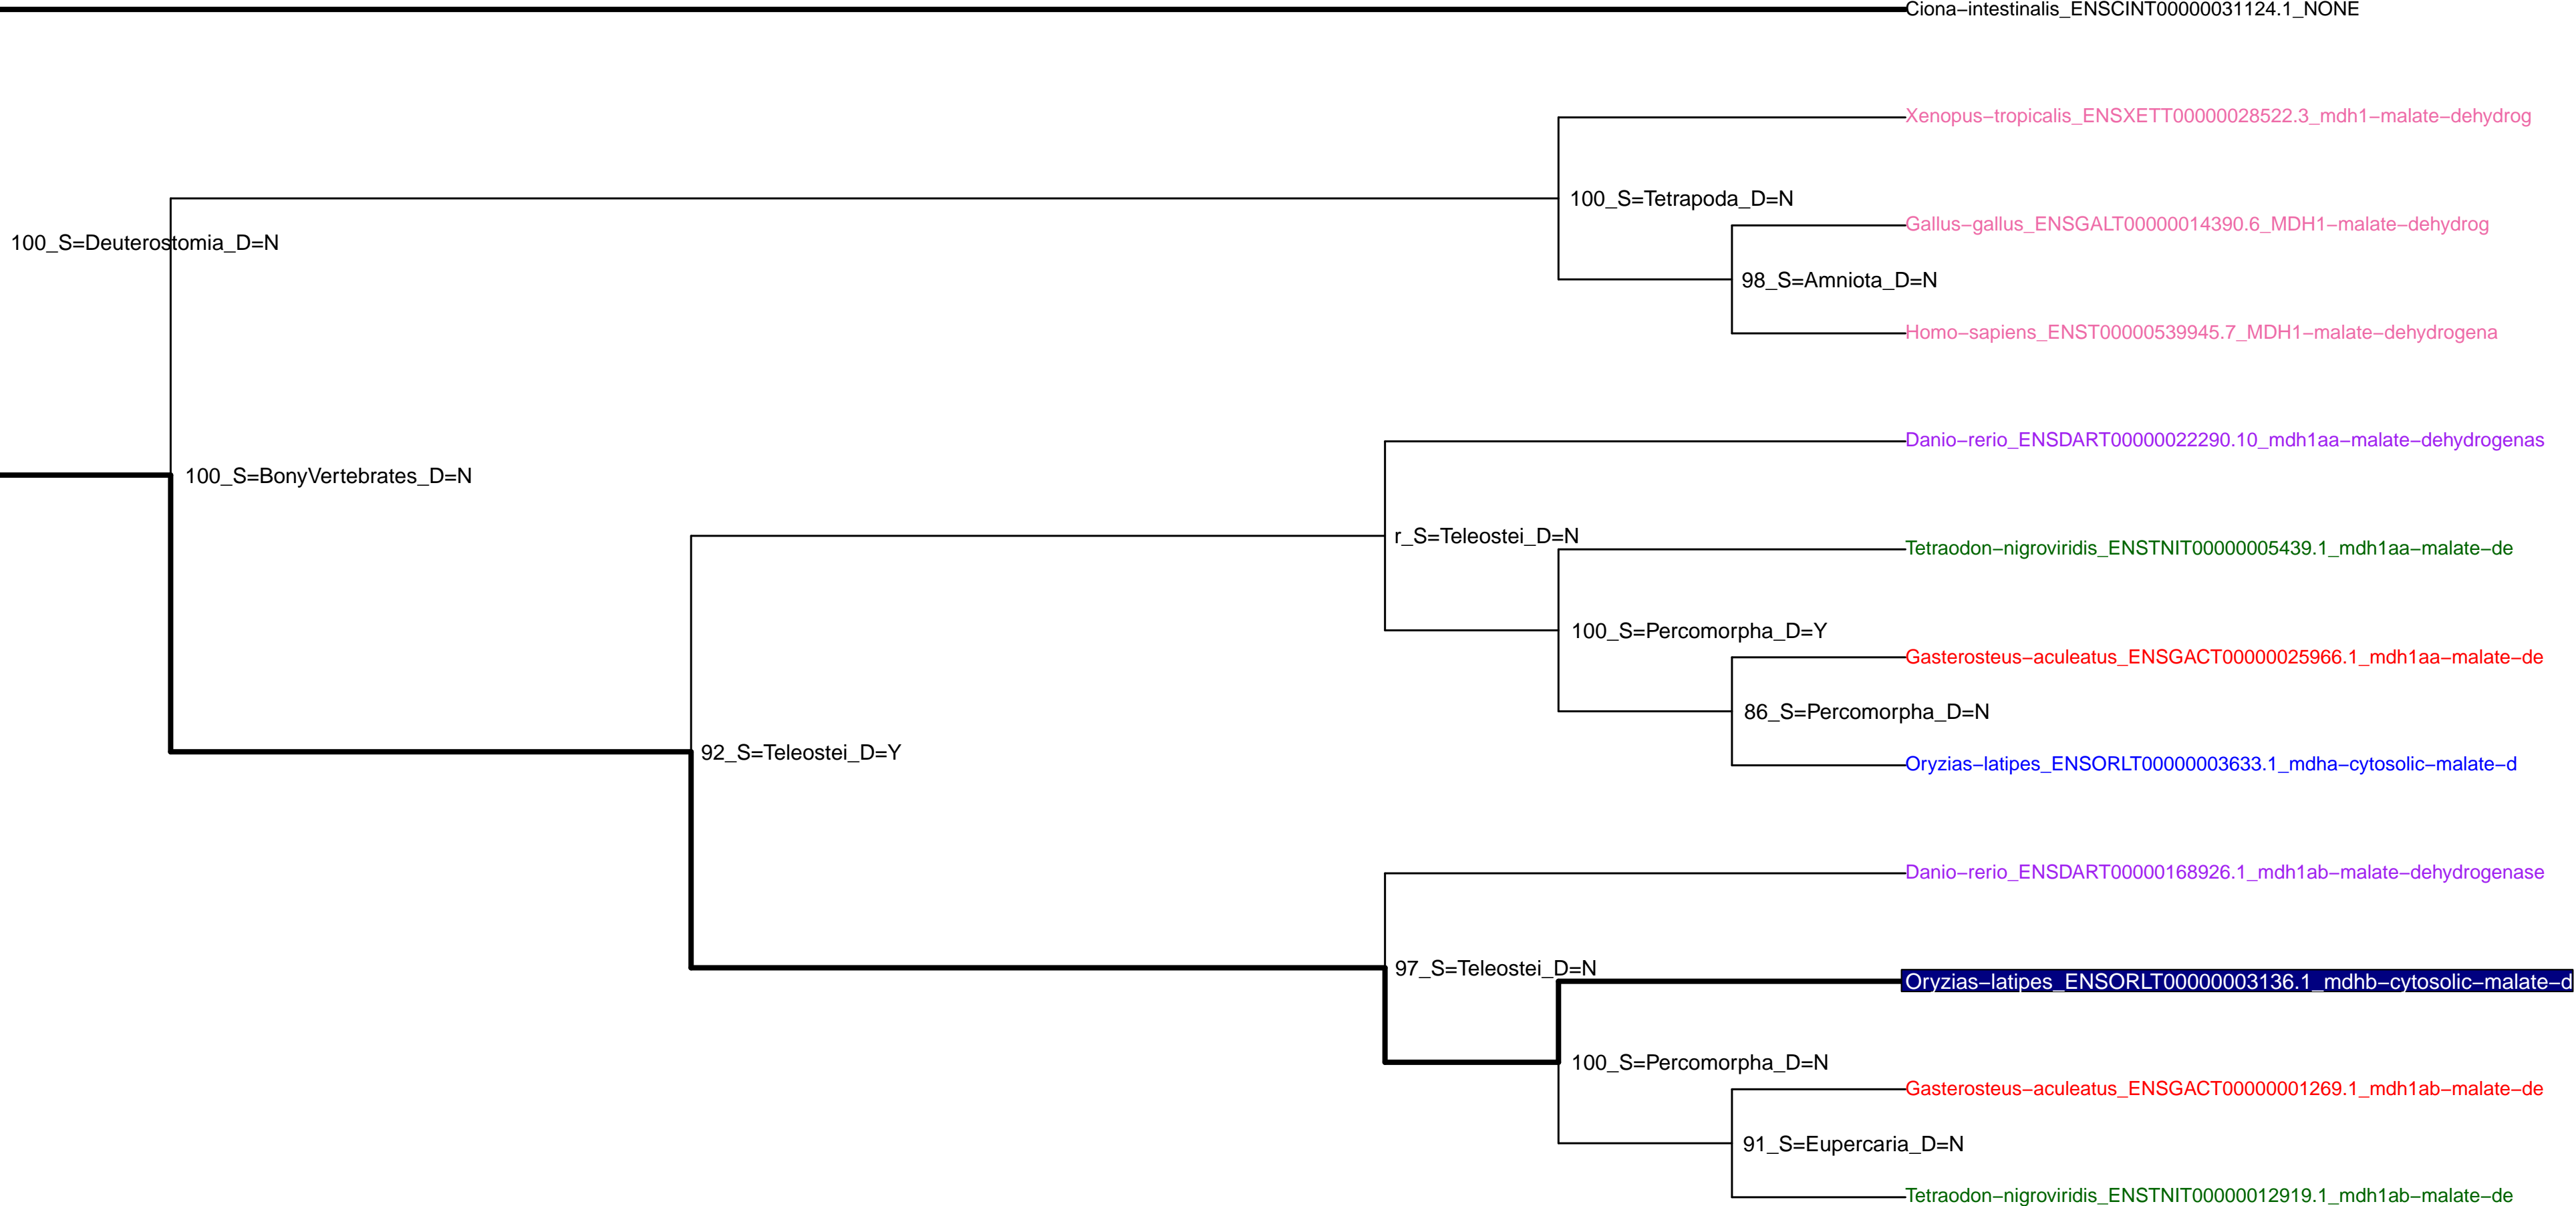 Ciona−intestinalis_ENSCINT00000031124.1_NONE
Xenopus−tropicalis_ENSXETT00000028522.3_mdh1−malate−dehydrog
100_S=Tetrapoda_D=N
Gallus−gallus_ENSGALT00000014390.6_MDH1−malate−dehydrog
100_S=Deuterostomia_D=N
98_S=Amniota_D=N
Homo−sapiens_ENST00000539945.7_MDH1−malate−dehydrogena
Danio−rerio_ENSDART00000022290.10_mdh1aa−malate−dehydrogenas
100_S=BonyVertebrates_D=N
r_S=Teleostei_D=N
Tetraodon−nigroviridis_ENSTNIT00000005439.1_mdh1aa−malate−de
100_S=Percomorpha_D=Y
Gasterosteus−aculeatus_ENSGACT00000025966.1_mdh1aa−malate−de
86_S=Percomorpha_D=N
92_S=Teleostei_D=Y
Oryzias−latipes_ENSORLT00000003633.1_mdha−cytosolic−malate−d
Danio−rerio_ENSDART00000168926.1_mdh1ab−malate−dehydrogenase
97_S=Teleostei_D=N
Oryzias−latipes_ENSORLT00000003136.1_mdhb−cytosolic−malate−d
100_S=Percomorpha_D=N
Gasterosteus−aculeatus_ENSGACT00000001269.1_mdh1ab−malate−de
91_S=Eupercaria_D=N
Tetraodon−nigroviridis_ENSTNIT00000012919.1_mdh1ab−malate−de